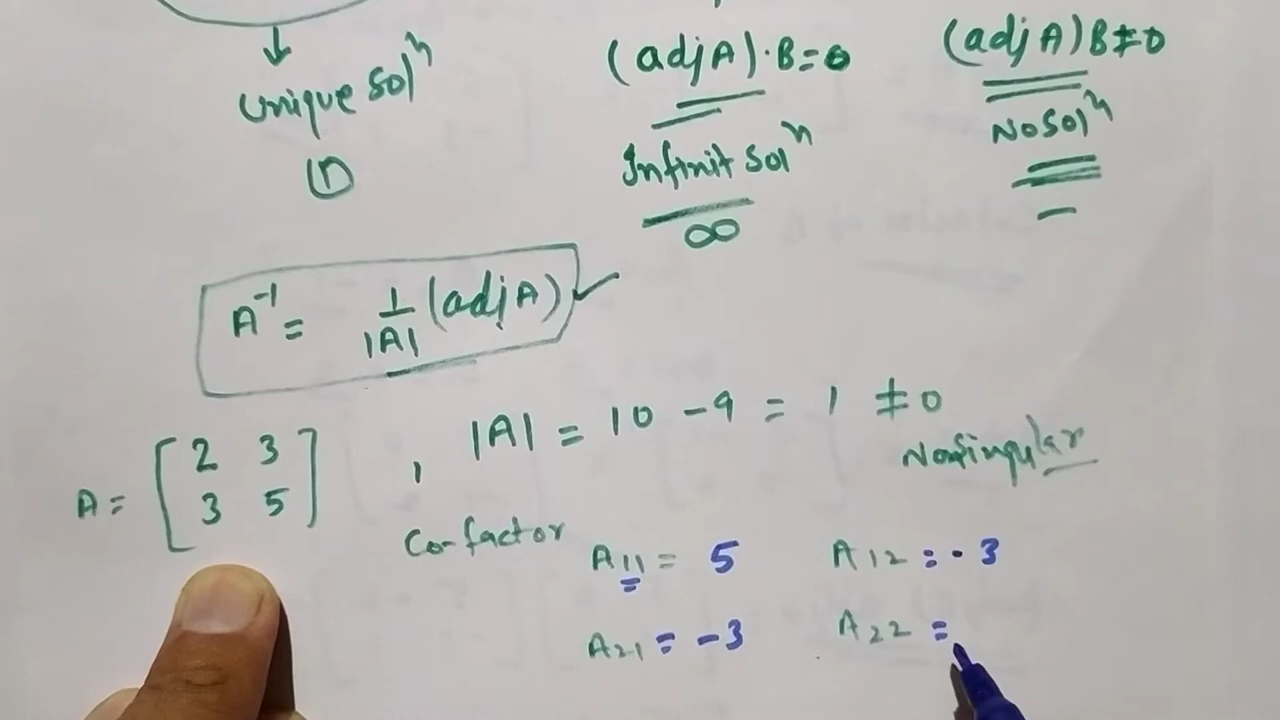 (adj A) B ≠ 0
(adj A) · B = 0
Unique Solⁿ
No Solⁿ
Infinit Solⁿ
①
∞
A⁻¹ = 1/|A| (adj A) ✓
A = [2 3
3 5] , |A| = 10 - 9 = 1 ≠ 0
Nonsingular
Co-factor A11 = 5 A12 = - 3
A21 = -3 A22 =